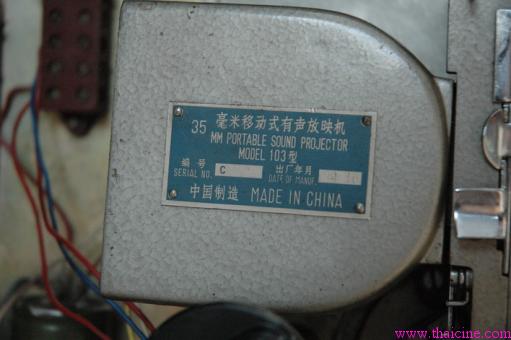 35 毫米移动式有声放映机
MM PORTABLE SOUND PROJECTOR
MODEL 103型
编号 C 出厂年月
SERIAL NO. DATE OF MANUF.
中国制造 MADE IN CHINA
www.thaicine.com